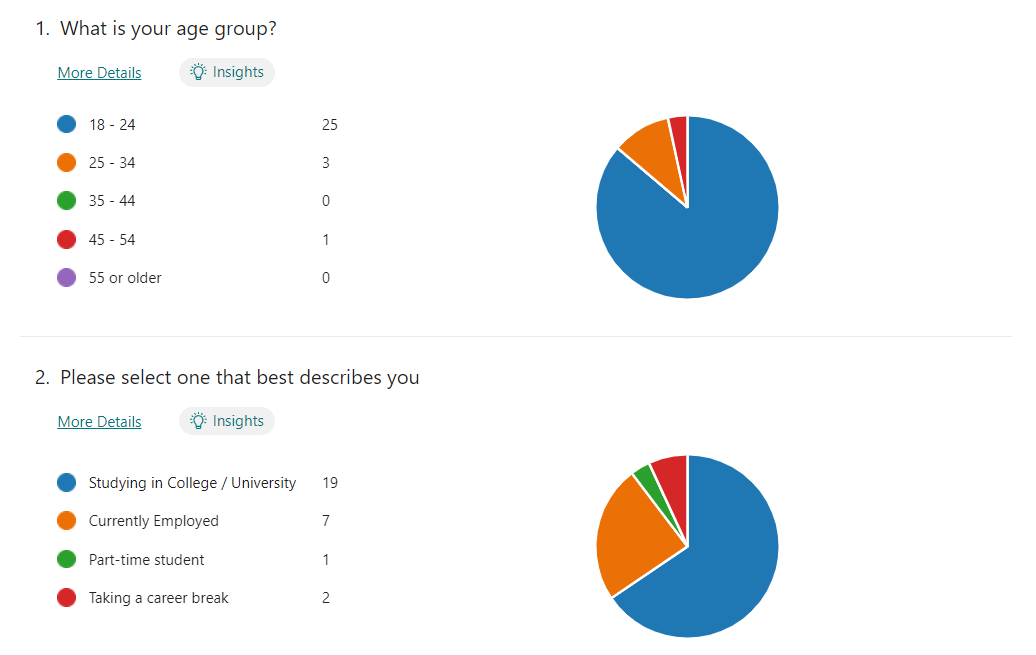 1. What is your age group?
More Details Insights
18 - 24 25
25 - 34 3
35 - 44 0
45 - 54 1
55 or older 0
2. Please select one that best describes you
More Details Insights
Studying in College / University 19
Currently Employed 7
Part-time student 1
Taking a career break 2